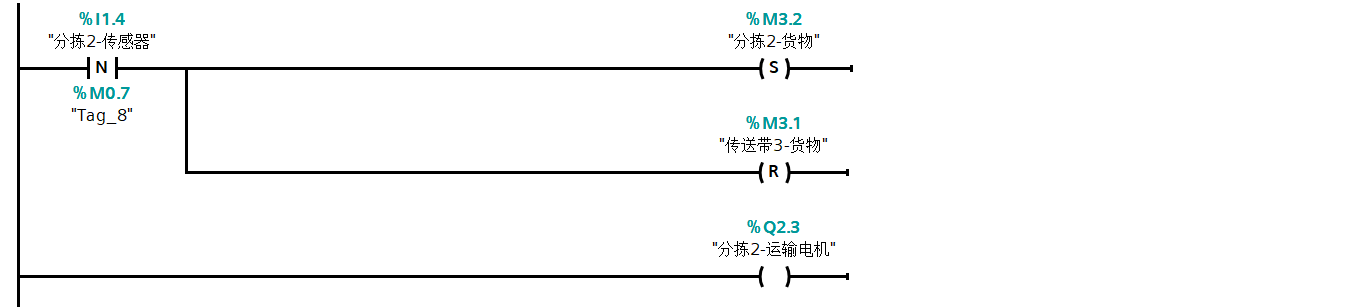 %I1.4
"分拣2-传感器"
N
%M0.7
"Tag_8"
%M3.2
"分拣2-货物"
S
%M3.1
"传送带3-货物"
R
%Q2.3
"分拣2-运输电机"